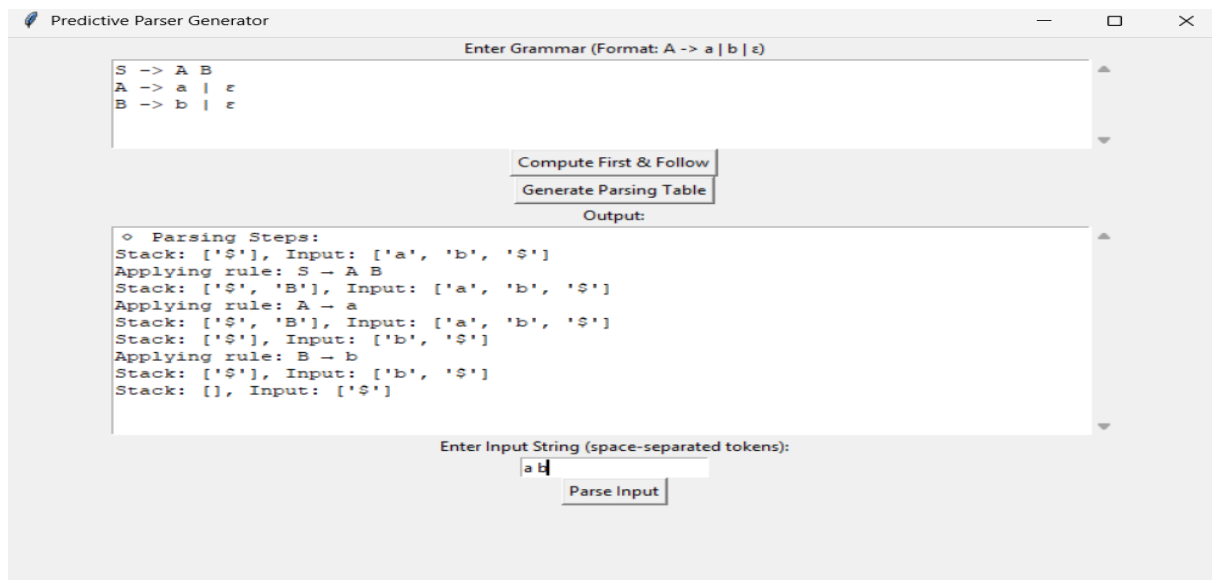 Predictive Parser Generator
Enter Grammar (Format: A -> a | b | ε)
S -> A B
A -> a | ε
B -> b | ε
Compute First & Follow
Generate Parsing Table
Output:
⋄ Parsing Steps:
Stack: ['$'], Input: ['a', 'b', '$']
Applying rule: S → A B
Stack: ['$', 'B'], Input: ['a', 'b', '$']
Applying rule: A → a
Stack: ['$', 'B'], Input: ['a', 'b', '$']
Stack: ['$'], Input: ['b', '$']
Applying rule: B → b
Stack: ['$'], Input: ['b', '$']
Stack: [], Input: ['$']
Enter Input String (space-separated tokens):
a b
Parse Input